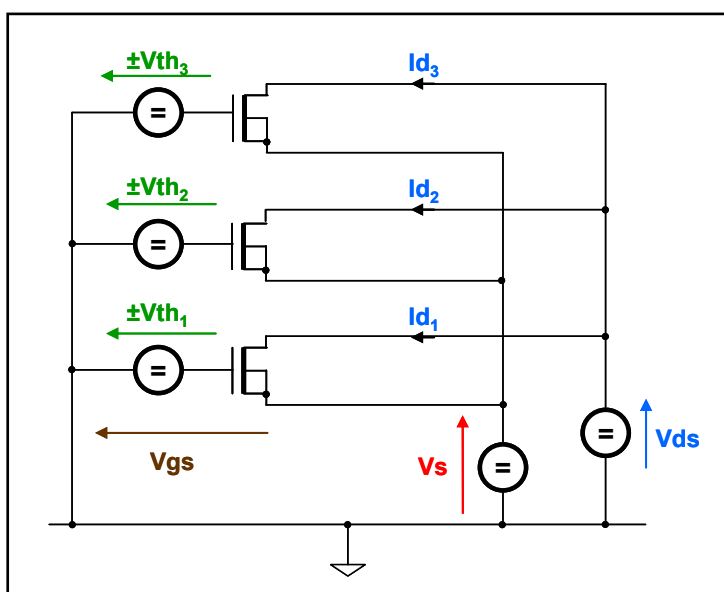 ±Vth₃
Id₃
=
±Vth₂
Id₂
=
±Vth₁
Id₁
=
=
Vds
Vgs
Vs
=